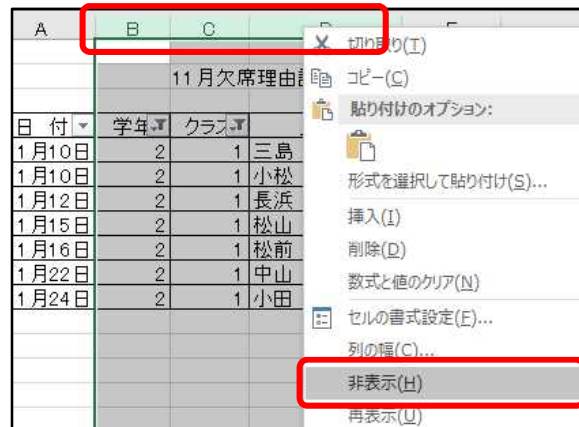 A B C
11月欠席理由
日 付 学年 クラス
1月10日 2 1 三島
1月10日 2 1 小松
1月12日 2 1 長浜
1月15日 2 1 松山
1月16日 2 1 松前
1月22日 2 1 中山
1月24日 2 1 小田
切り取り(T)
コピー(C)
貼り付けのオプション:
形式を選択して貼り付け(S)...
挿入(I)
削除(D)
数式と値のクリア(N)
セルの書式設定(F)...
列の幅(C)...
非表示(H)
再表示(U)